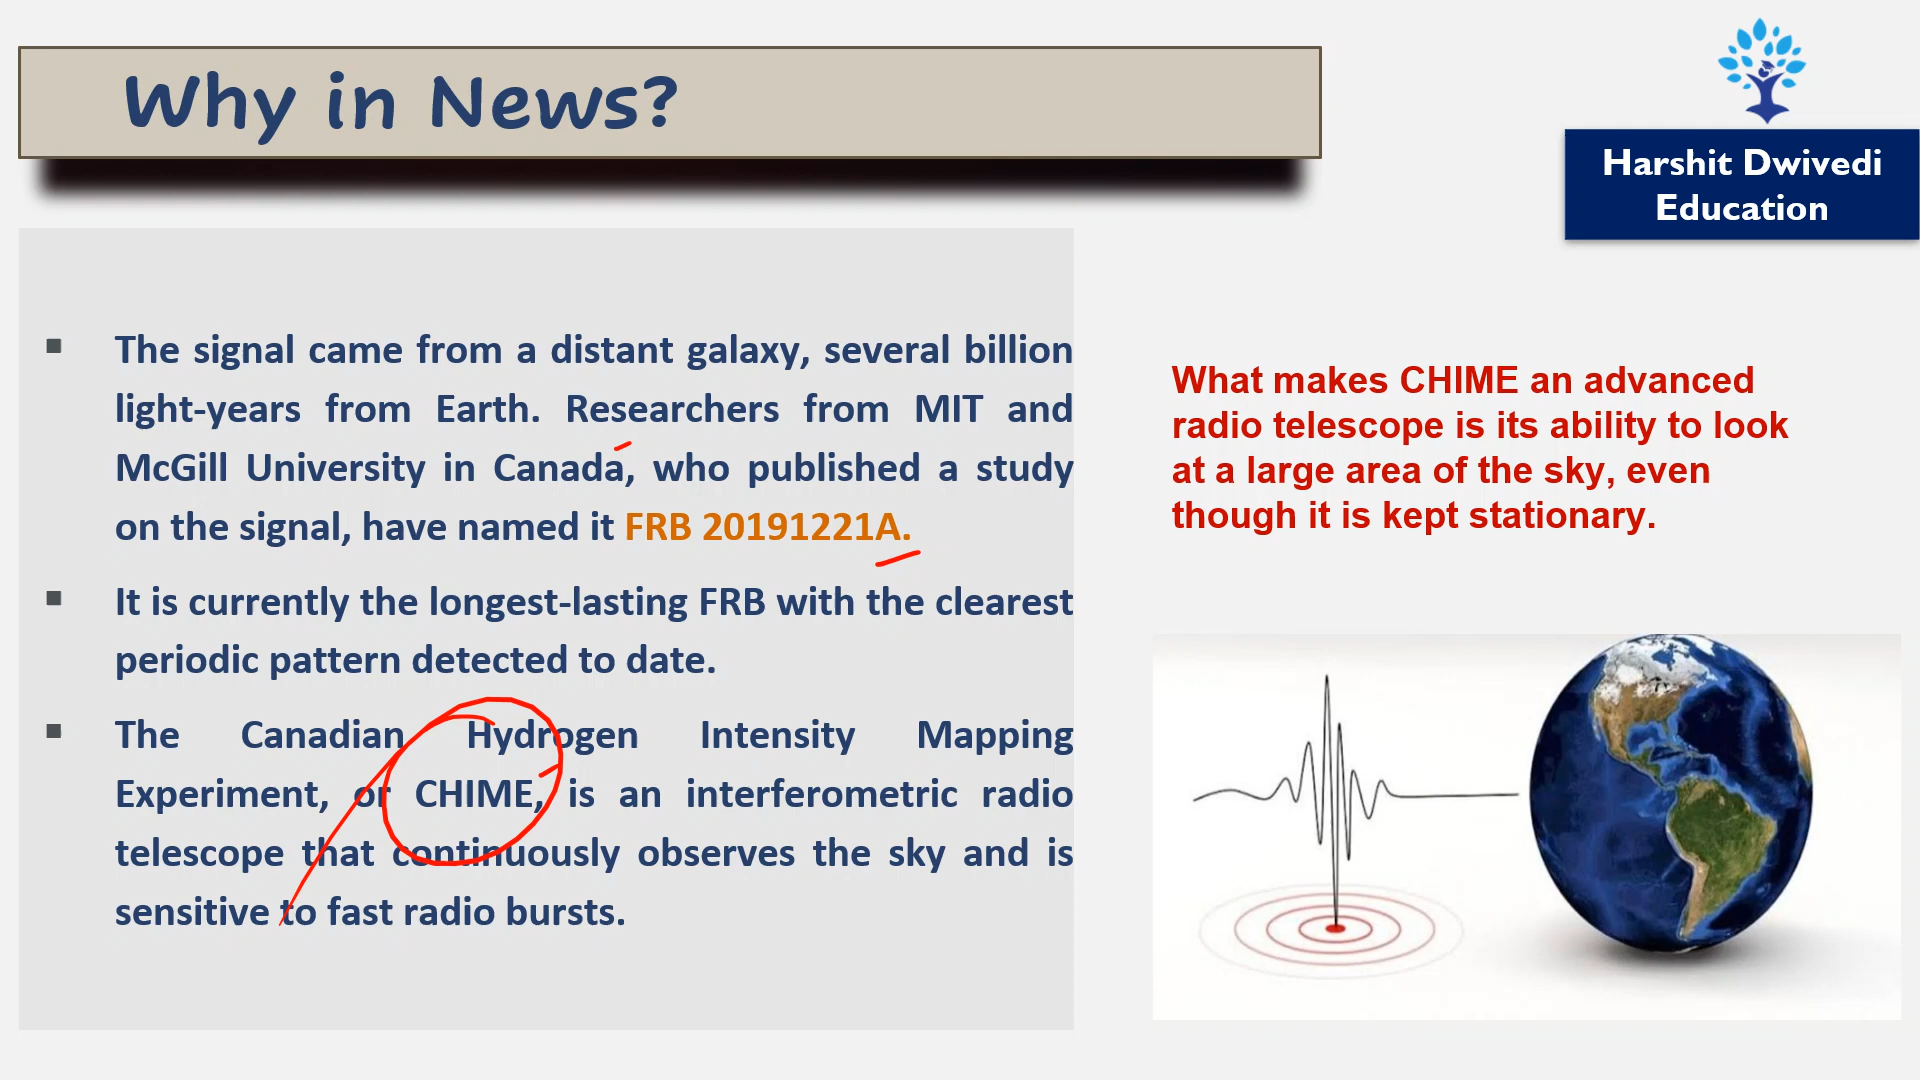 Why in News?
Harshit Dwivedi
Education
The signal came from a distant galaxy, several billion
light-years from Earth. Researchers from MIT and
McGill University in Canada, who published a study
on the signal, have named it FRB 20191221A.
It is currently the longest-lasting FRB with the clearest
periodic pattern detected to date.
The Canadian Hydrogen Intensity Mapping
Experiment, or CHIME, is an interferometric radio
telescope that continuously observes the sky and is
sensitive to fast radio bursts.
What makes CHIME an advanced
radio telescope is its ability to look
at a large area of the sky, even
though it is kept stationary.